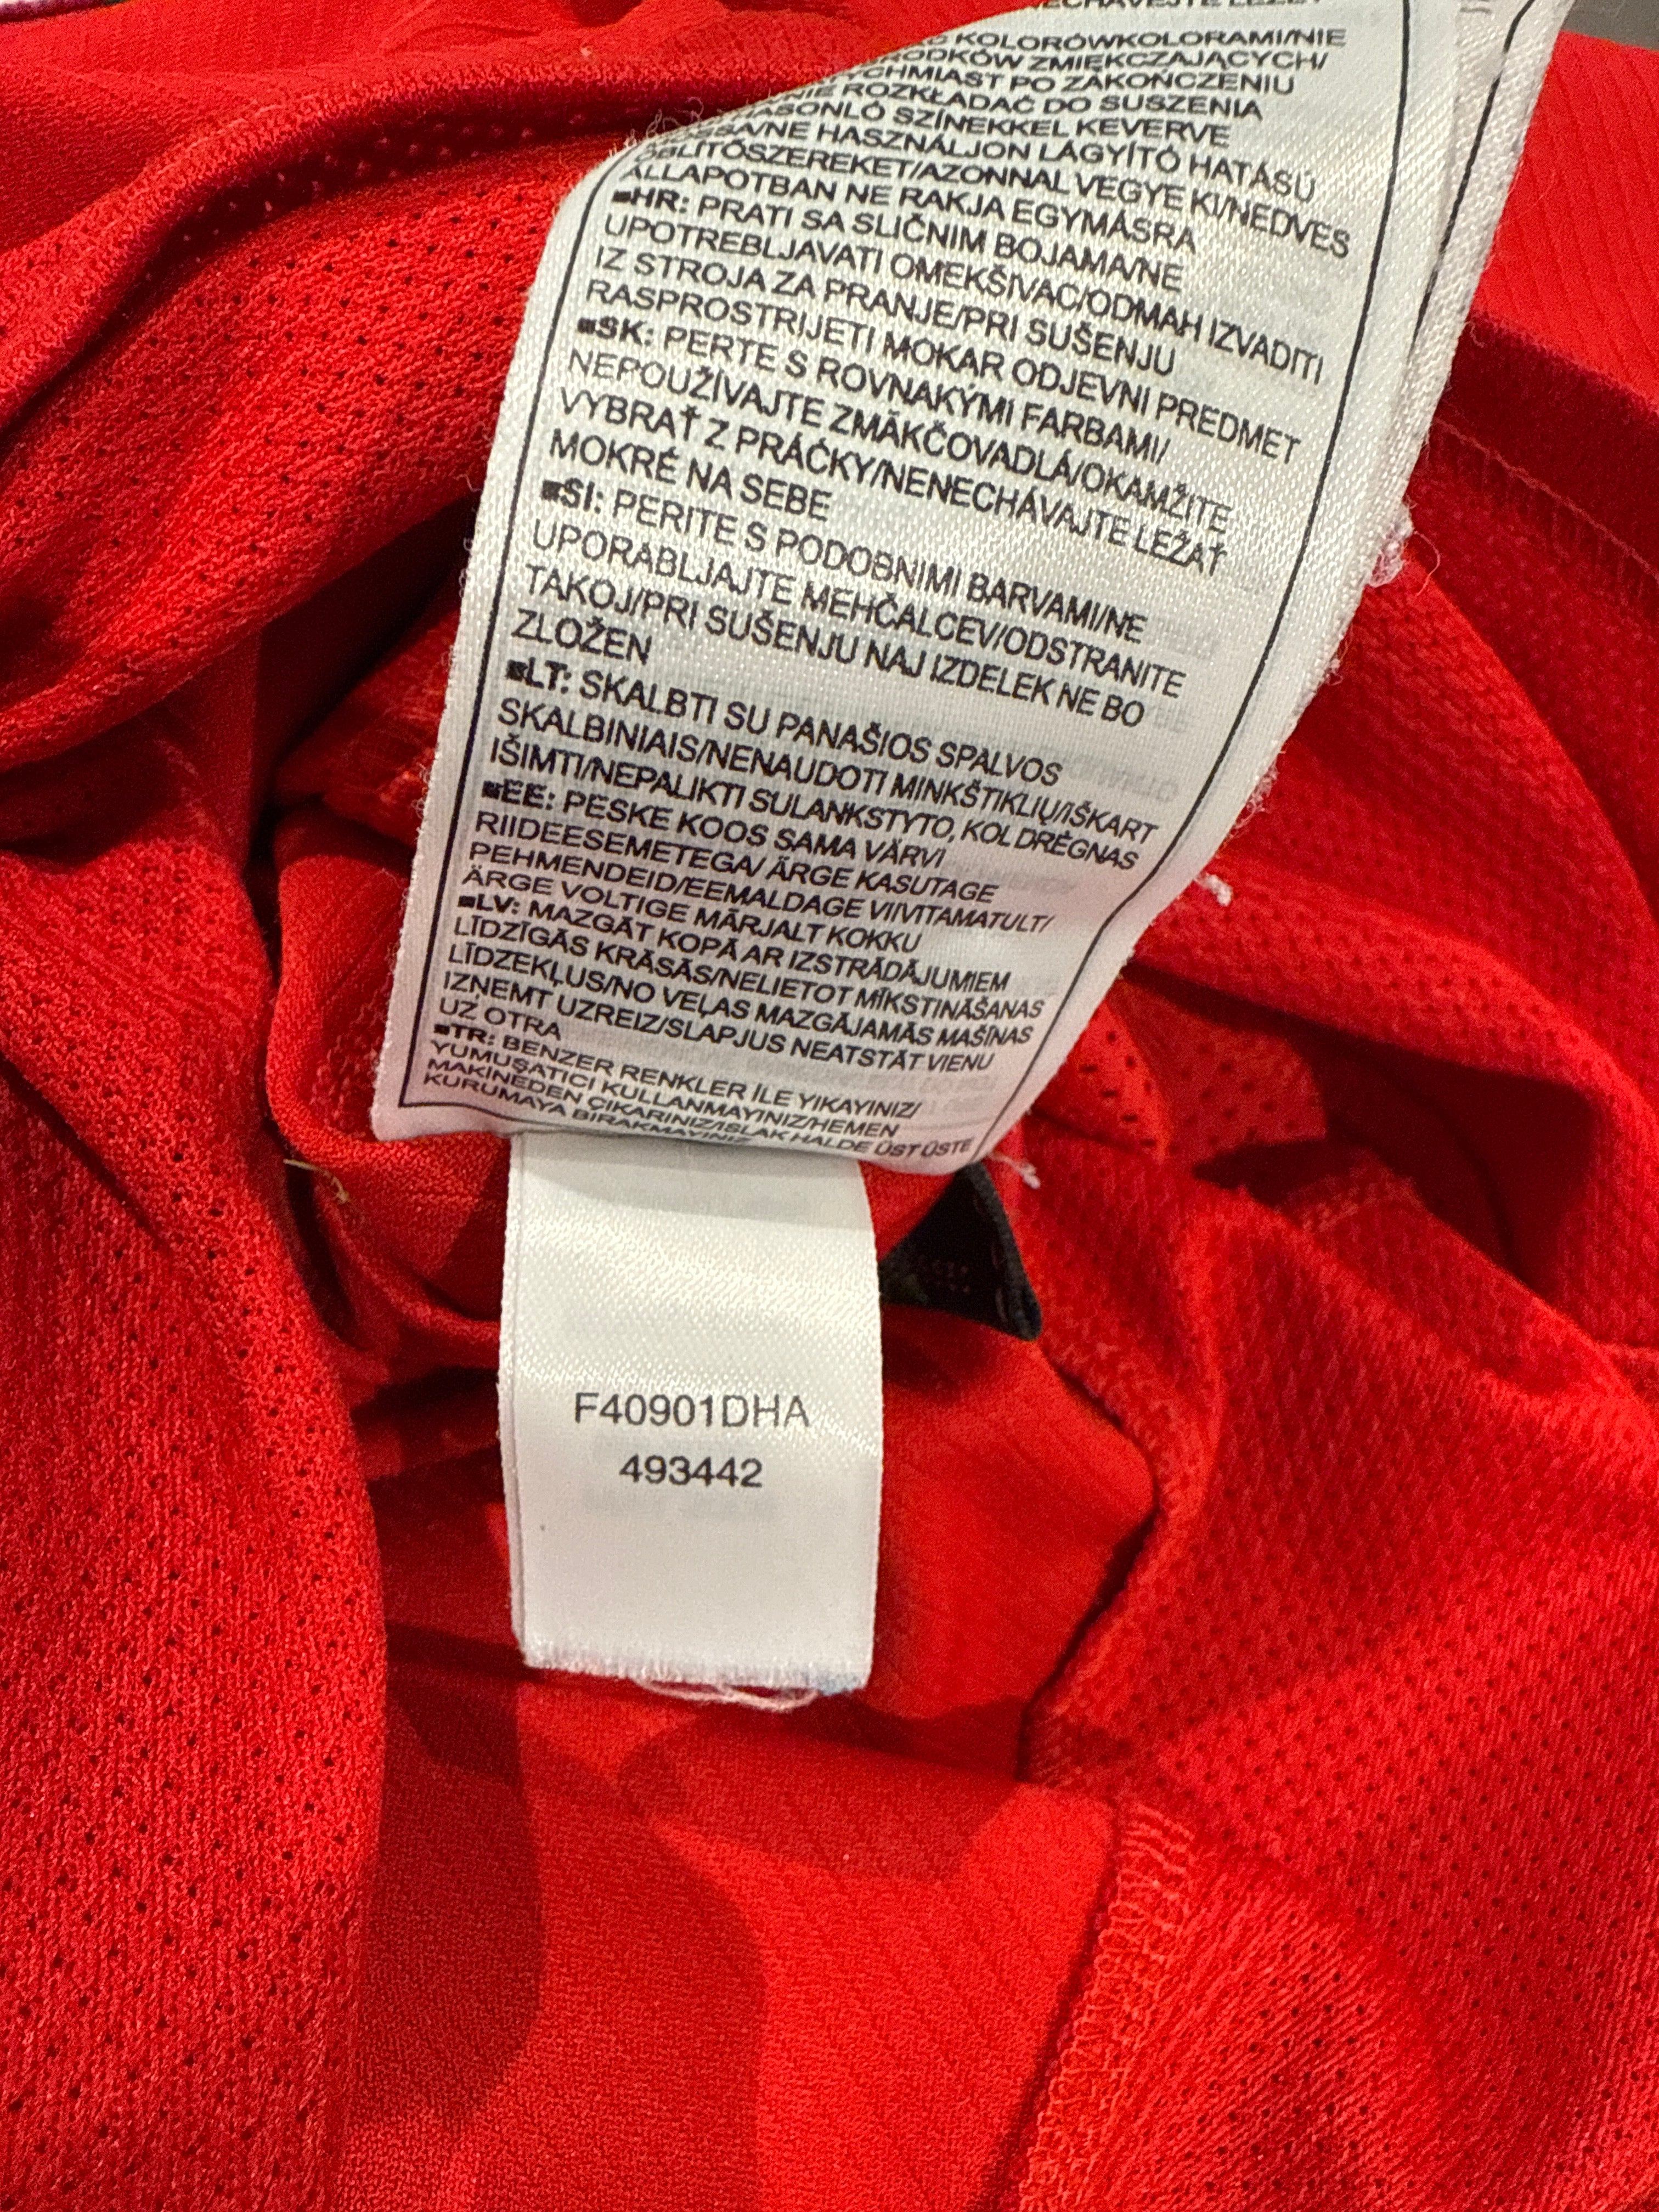 KOLORÓWKOLORAMI/NIE
ZMIĘKCZAJĄCYCH/
PO ZAKOŃCZENIU
ROZKŁADAĆ DO SUSZENIA
SZÍNEKKEL KEVERVE
HASZNÁLJON LÁGYÍTÓ HATÁSÚ
ÖBLÍTŐSZEREKET/AZONNAL VEGYE KI/NEDVES
ÁLLAPOTBAN NE RAKJA EGYMÁSRA
■HR: PRATI SA SLIČNIM BOJAMA/NE
UPOTREBLJAVATI OMEKŠIVAC/ODMAH IZVADITI
IZ STROJA ZA PRANJE/PRI SUŠENJU
RASPROSTRIJETI MOKAR ODJEVNI PREDMET
■SK: PERTE S ROVNAKÝMI FARBAMI/
NEPOUŽÍVAJTE ZMÄKČOVADLÁ/OKAMŽITE
VYBRAŤ Z PRÁČKY/NENECHÁVAJTE LEŽAŤ
MOKRÉ NA SEBE
■SI: PERITE S PODOBNIMI BARVAMI/NE
UPORABLJAJTE MEHČALCEV/ODSTRANITE
TAKOJ/PRI SUŠENJU NAJ IZDELEK NE BO
ZLOŽEN
■LT: SKALBTI SU PANAŠIOS SPALVOS
SKALBINIAIS/NENAUDOTI MINKŠTIKLIŲ/IŠKART
IŠIMTI/NEPALIKTI SULANKSTYTO, KOL DRĖGNAS
■EE: PESKE KOOS SAMA VÄRVI
RIIDEESEMETEGA/ ÄRGE KASUTAGE
PEHMENDEID/EEMALDAGE VIIVITAMATULT/
ÄRGE VOLTIGE MÄRJALT KOKKU
■LV: MAZGĀT KOPĀ AR IZSTRĀDĀJUMIEM
LĪDZĪGĀS KRĀSĀS/NELIETOT MĪKSTINĀŠANAS
LĪDZEKĻUS/NO VEĻAS MAZGĀJAMĀS MAŠĪNAS
IZŅEMT UZREIZ/SLAPJUS NEATSTĀT VIENU
UZ OTRA
■TR: BENZER RENKLER İLE YIKAYINIZ/
YUMUŞATICI KULLANMAYINIZ/HEMEN
MAKİNEDEN ÇIKARINIZ/ISLAK HALDE ÜST ÜSTE
KURUMAYA BIRAKMAYINIZ
F40901DHA
493442